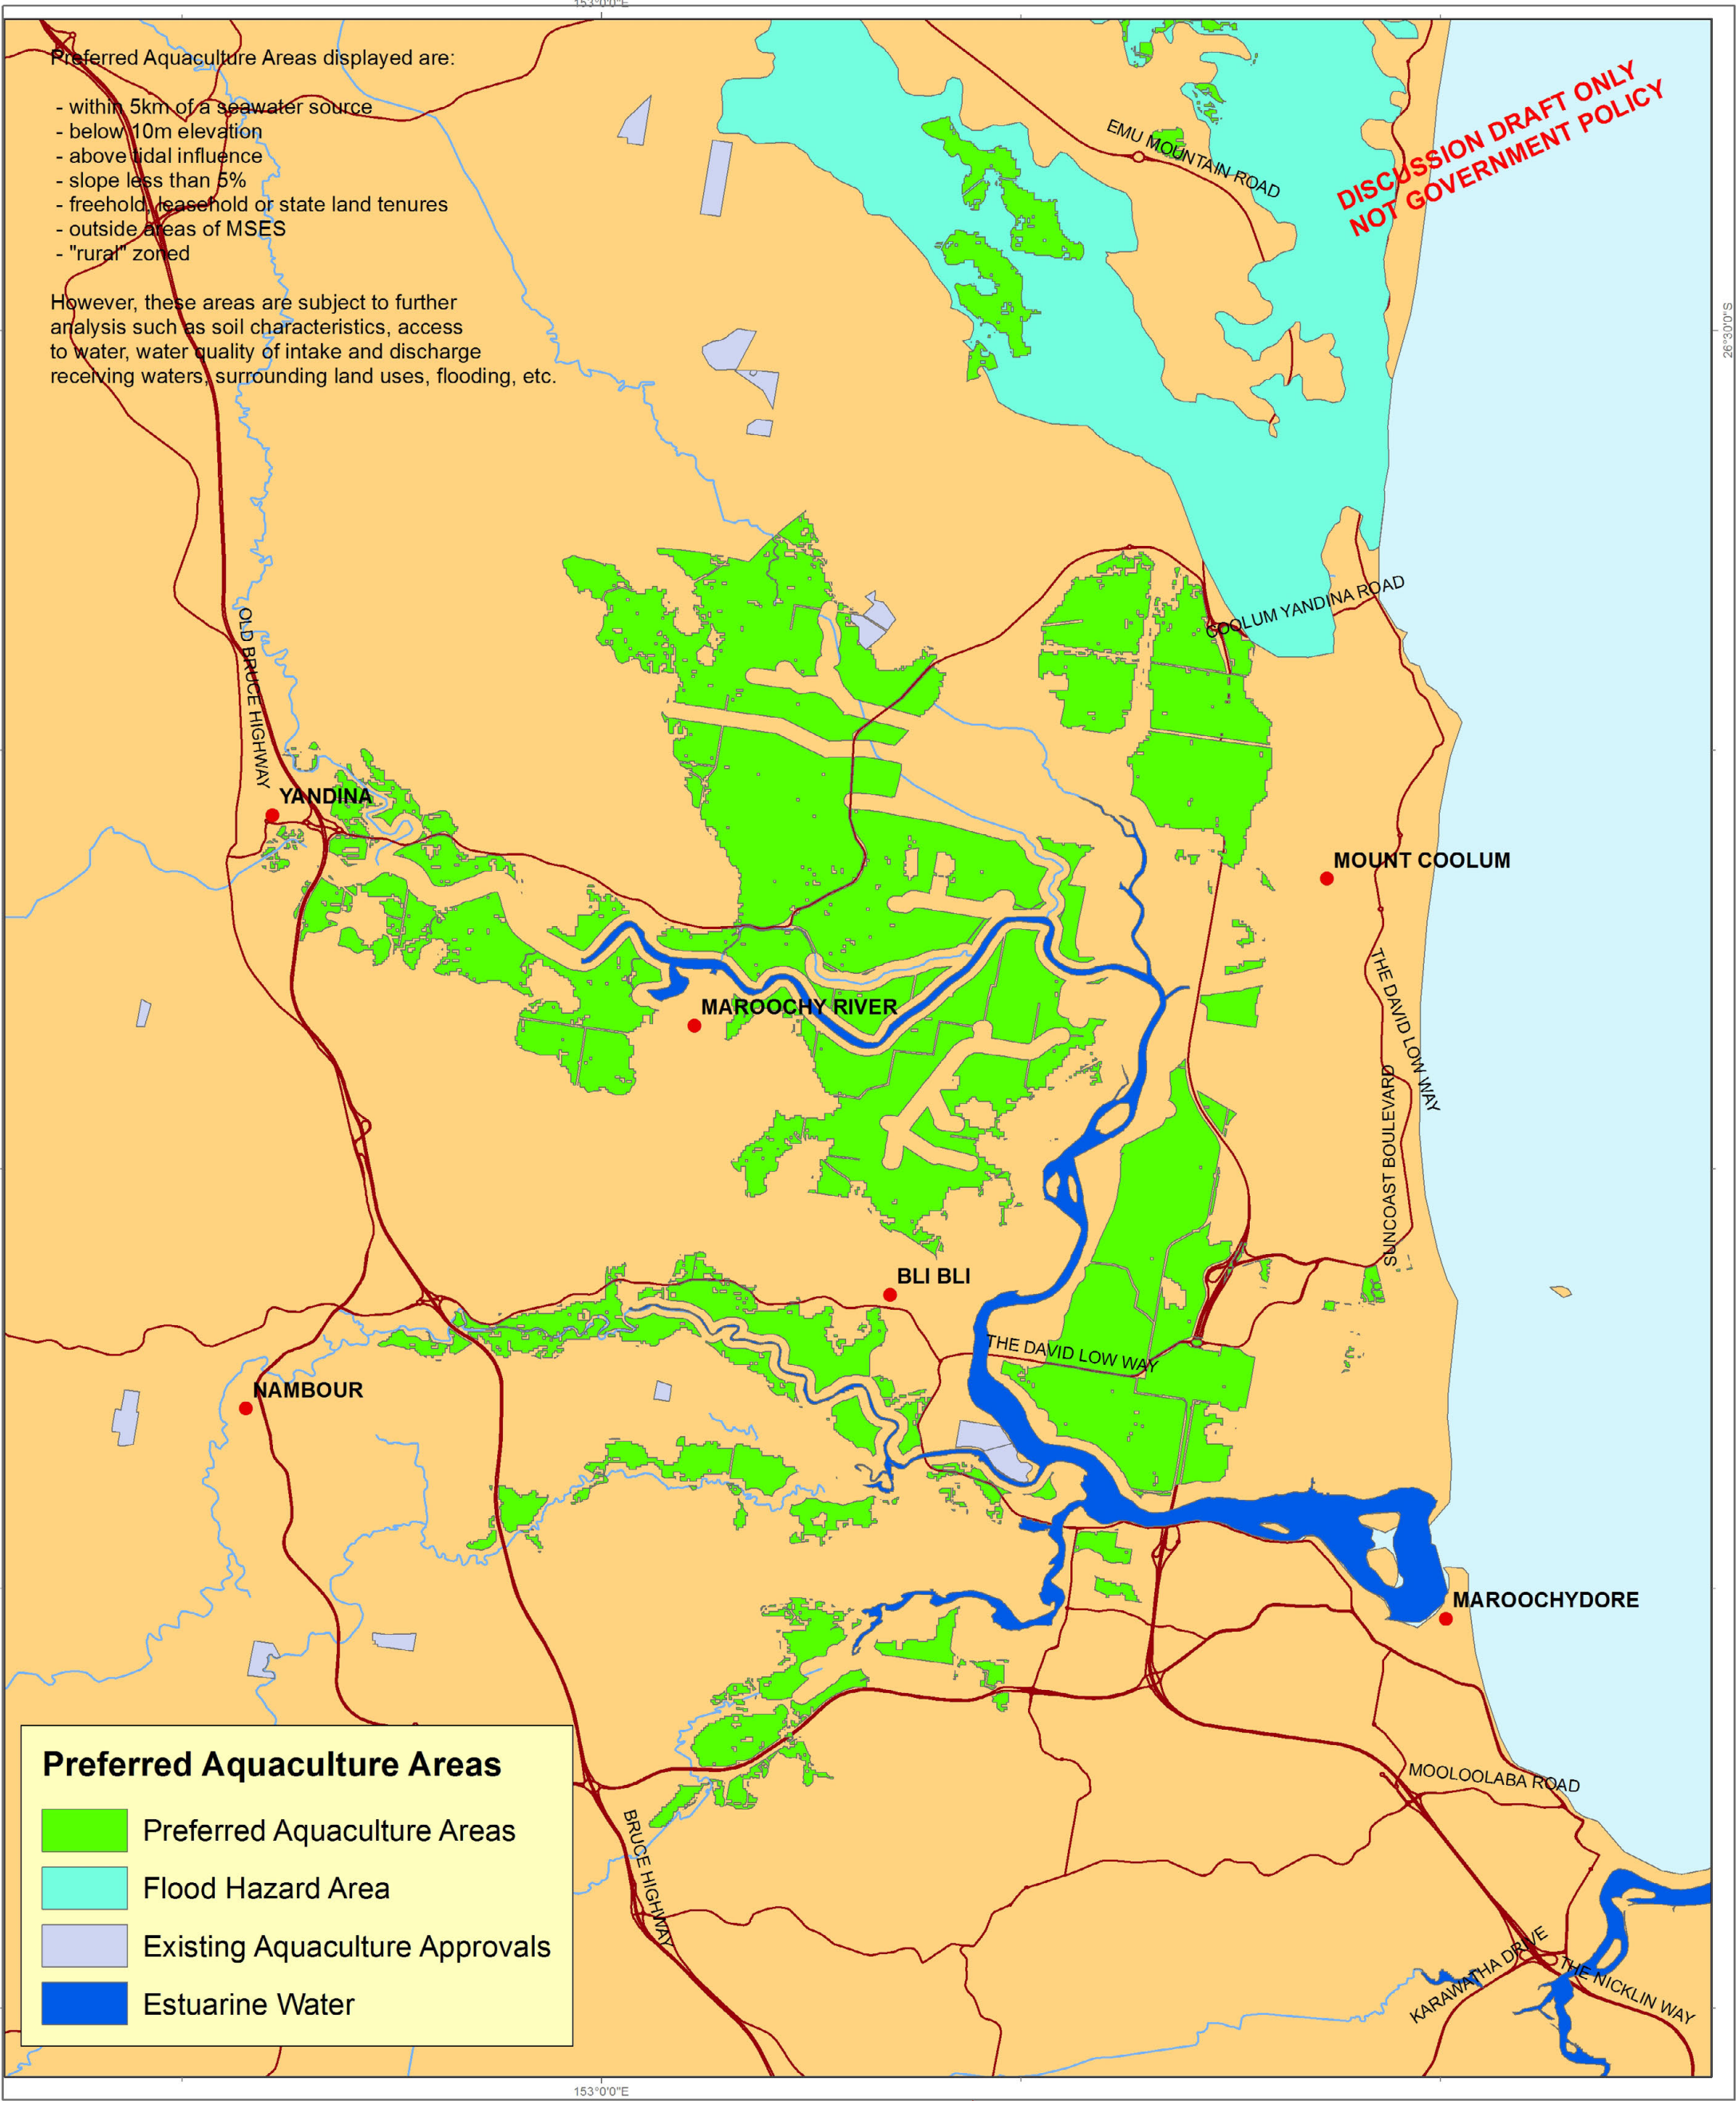 153°0'0"E
Preferred Aquaculture Areas displayed are:
- within 5km of a seawater source
- below 10m elevation
- above tidal influence
- slope less than 5%
- freehold, leasehold or state land tenures
- outside areas of MSES
- "rural" zoned
However, these areas are subject to further
analysis such as soil characteristics, access
to water, water quality of intake and discharge
receiving waters, surrounding land uses, flooding, etc.
DISCUSSION DRAFT ONLY
NOT GOVERNMENT POLICY
EMU MOUNTAIN ROAD
26°30'0"S
COOLUM YANDINA ROAD
OLD BRUCE HIGHWAY
YANDINA
MOUNT COOLUM
MAROOCHY RIVER
THE DAVID LOW WAY
SUNCOAST BOULEVARD
BLI BLI
THE DAVID LOW WAY
NAMBOUR
MAROOCHYDORE
MOOLOOLABA ROAD
BRUCE HIGHWAY
KARAWATHA DRIVE
THE NICKLIN WAY
Preferred Aquaculture Areas
Preferred Aquaculture Areas
Flood Hazard Area
Existing Aquaculture Approvals
Estuarine Water
153°0'0"E